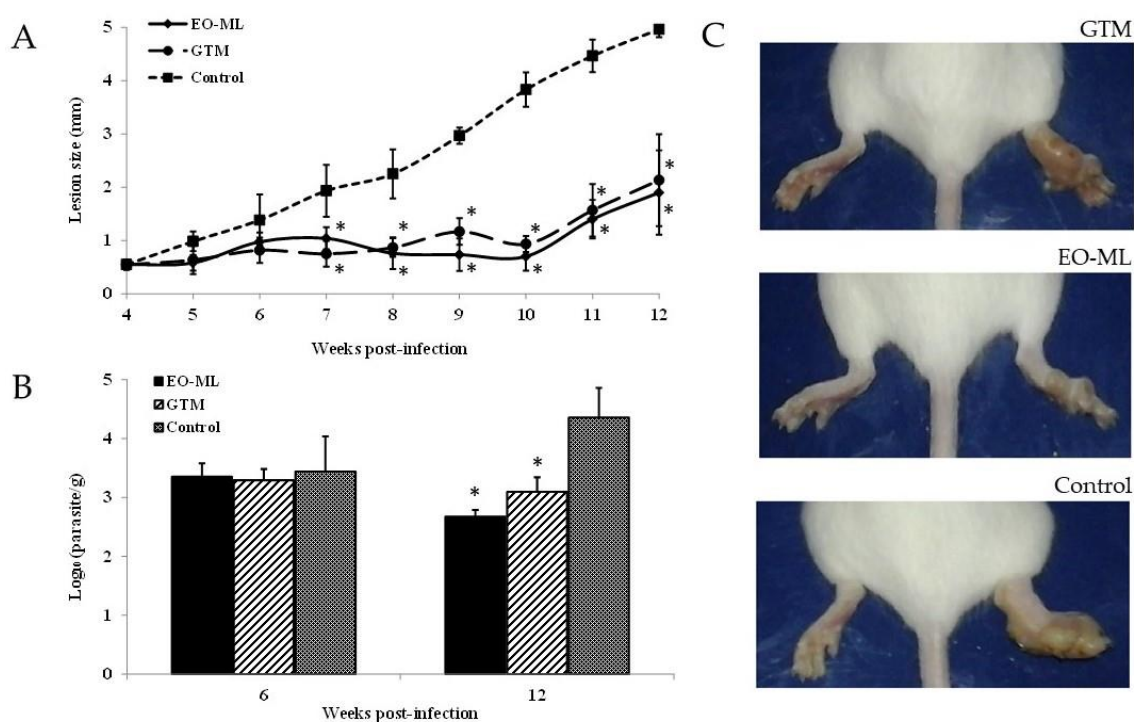 A
EO-ML
GTM
Control
Lesion size (mm)
5
4
3
2
1
0
* * * * * *
* * * * * *
4 5 6 7 8 9 10 11 12
Weeks post-infection
B
EO-ML
GTM
Control
Log₁₀ (parasite/g)
5
4
3
2
1
0
* *
6 12
Weeks post-infection
C
GTM
EO-ML
Control